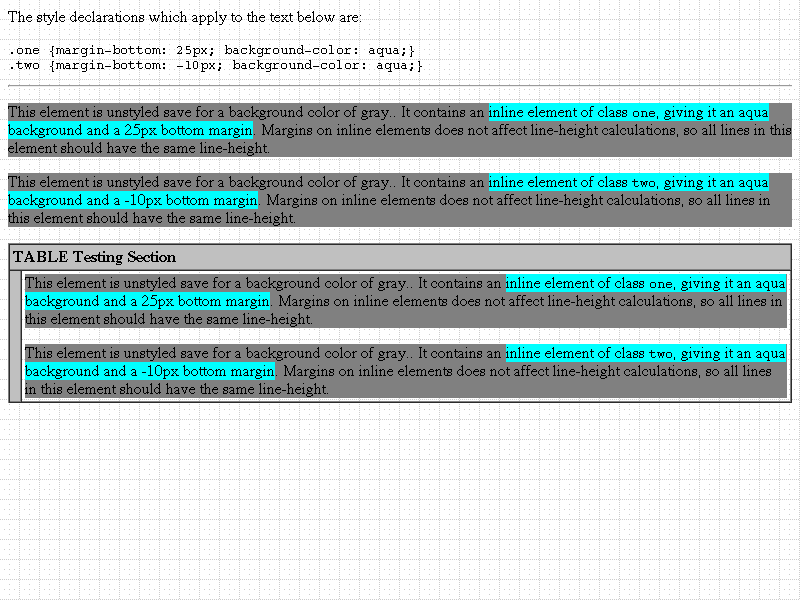 The style declarations which apply to the text below are:
.one {margin-bottom: 25px; background-color: aqua;}
.two {margin-bottom: -10px; background-color: aqua;}
This element is unstyled save for a background color of gray.. It contains an inline element of class one, giving it an aqua
background and a 25px bottom margin. Margins on inline elements does not affect line-height calculations, so all lines in this
element should have the same line-height.
This element is unstyled save for a background color of gray.. It contains an inline element of class two, giving it an aqua
background and a -10px bottom margin. Margins on inline elements does not affect line-height calculations, so all lines in
this element should have the same line-height.
TABLE Testing Section
This element is unstyled save for a background color of gray.. It contains an inline element of class one, giving it an aqua
background and a 25px bottom margin. Margins on inline elements does not affect line-height calculations, so all lines in
this element should have the same line-height.
This element is unstyled save for a background color of gray.. It contains an inline element of class two, giving it an aqua
background and a -10px bottom margin. Margins on inline elements does not affect line-height calculations, so all lines
in this element should have the same line-height.